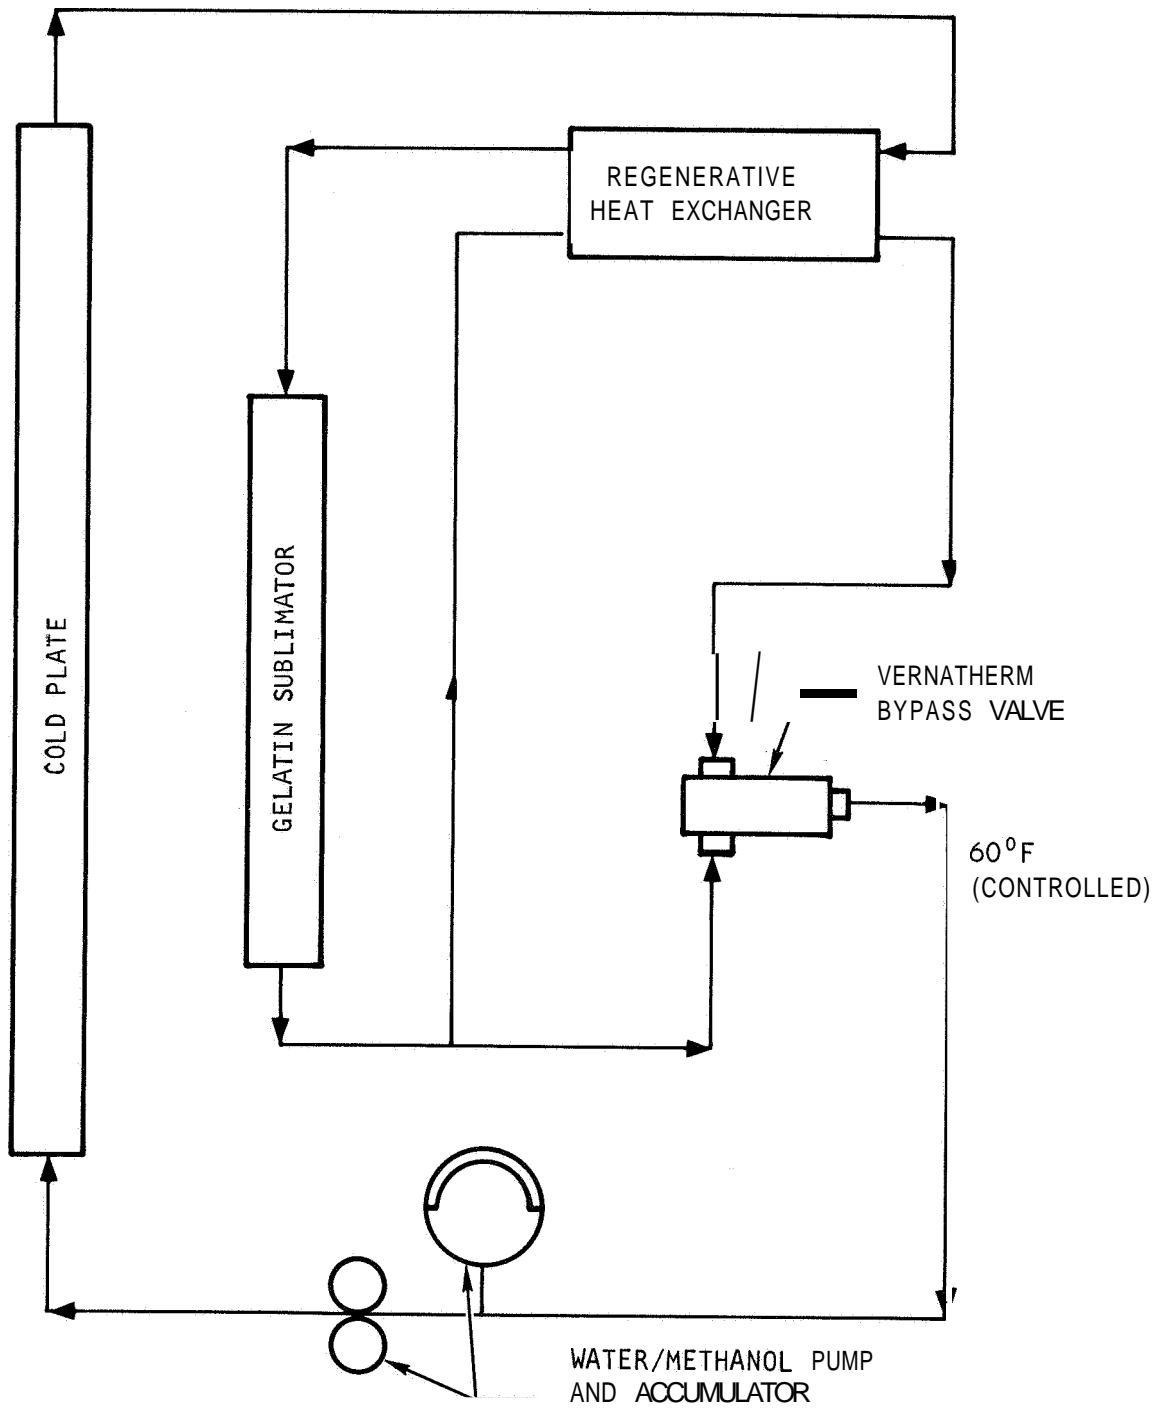 REGENERATIVE
HEAT EXCHANGER
COLD PLATE
GELATIN SUBLIMATOR
VERNATHERM
BYPASS VALVE
60°F
(CONTROLLED)
WATER/METHANOL PUMP
AND ACCUMULATOR